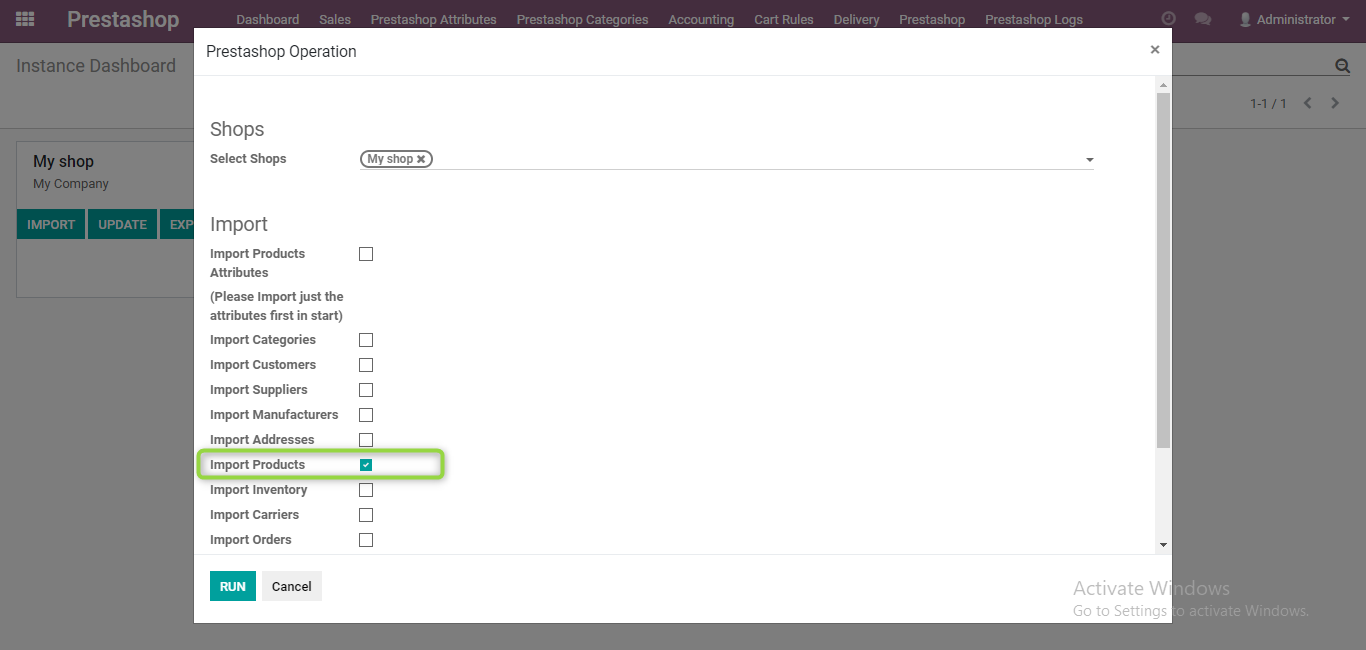 Prestashop Dashboard Sales Prestashop Attributes Prestashop Categories Accounting Cart Rules Delivery Prestashop Prestashop Logs Administrator
Prestashop Operation ×
Instance Dashboard
1-1 / 1
Shops
Select Shops My shop ×
My shop
My Company
IMPORT UPDATE EXP
Import
Import Products
Attributes
(Please Import just the
attributes first in start)
Import Categories
Import Customers
Import Suppliers
Import Manufacturers
Import Addresses
Import Products
Import Inventory
Import Carriers
Import Orders
RUN Cancel
Activate Windows
Go to Settings to activate Windows.